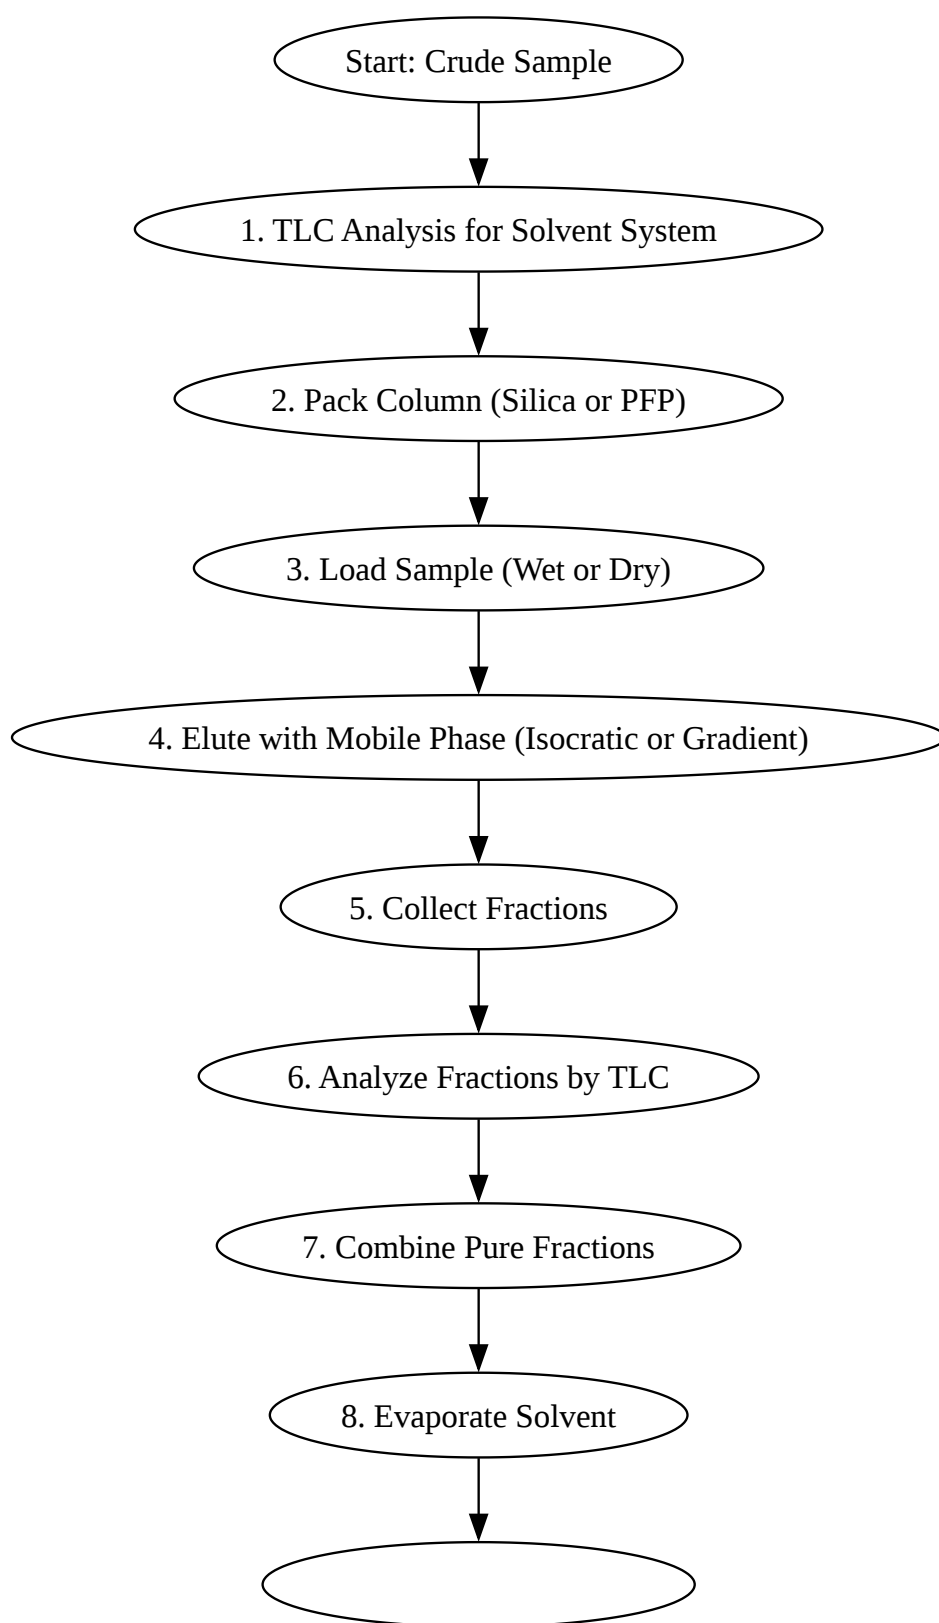 Start: Crude Sample
1. TLC Analysis for Solvent System
2. Pack Column (Silica or PFP)
3. Load Sample (Wet or Dry)
4. Elute with Mobile Phase (Isocratic or Gradient)
5. Collect Fractions
6. Analyze Fractions by TLC
7. Combine Pure Fractions
8. Evaporate Solvent